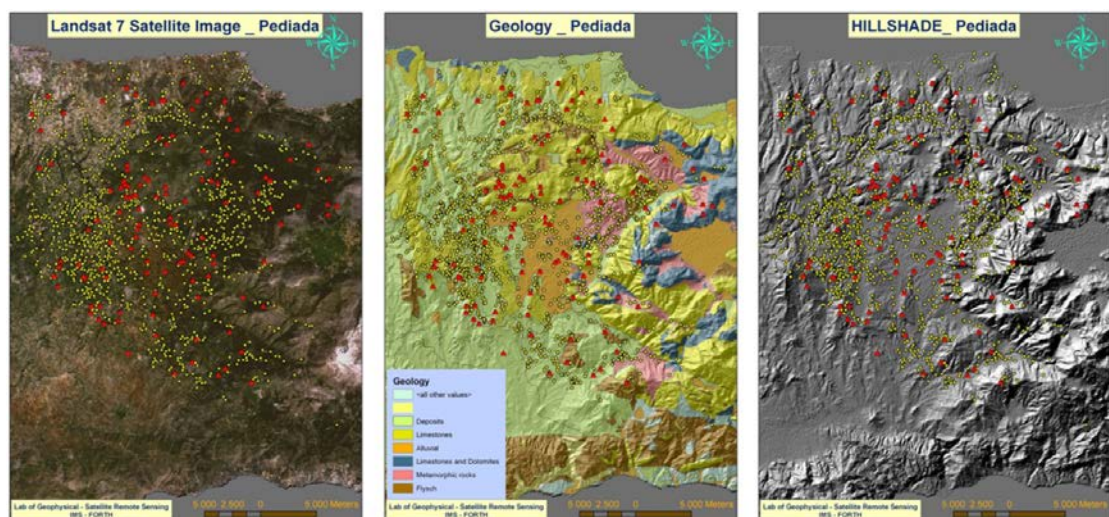 Landsat 7 Satellite Image _ Pediada
N
W E
S
Lab of Geophysical - Satellite Remote Sensing
IMS - FORTH
5.000 2.500 0 5.000 Meters
Geology _ Pediada
N
W E
S
Geology
<all other values>
Deposits
Limestones
Alluvial
Limestones and Dolomites
Metamorphic rocks
Flysch
Lab of Geophysical - Satellite Remote Sensing
IMS - FORTH
5.000 2.500 0 5.000 Meters
HILLSHADE_ Pediada
N
W E
S
Lab of Geophysical - Satellite Remote Sensing
IMS - FORTH
5.000 2.500 0 5.000 Meters